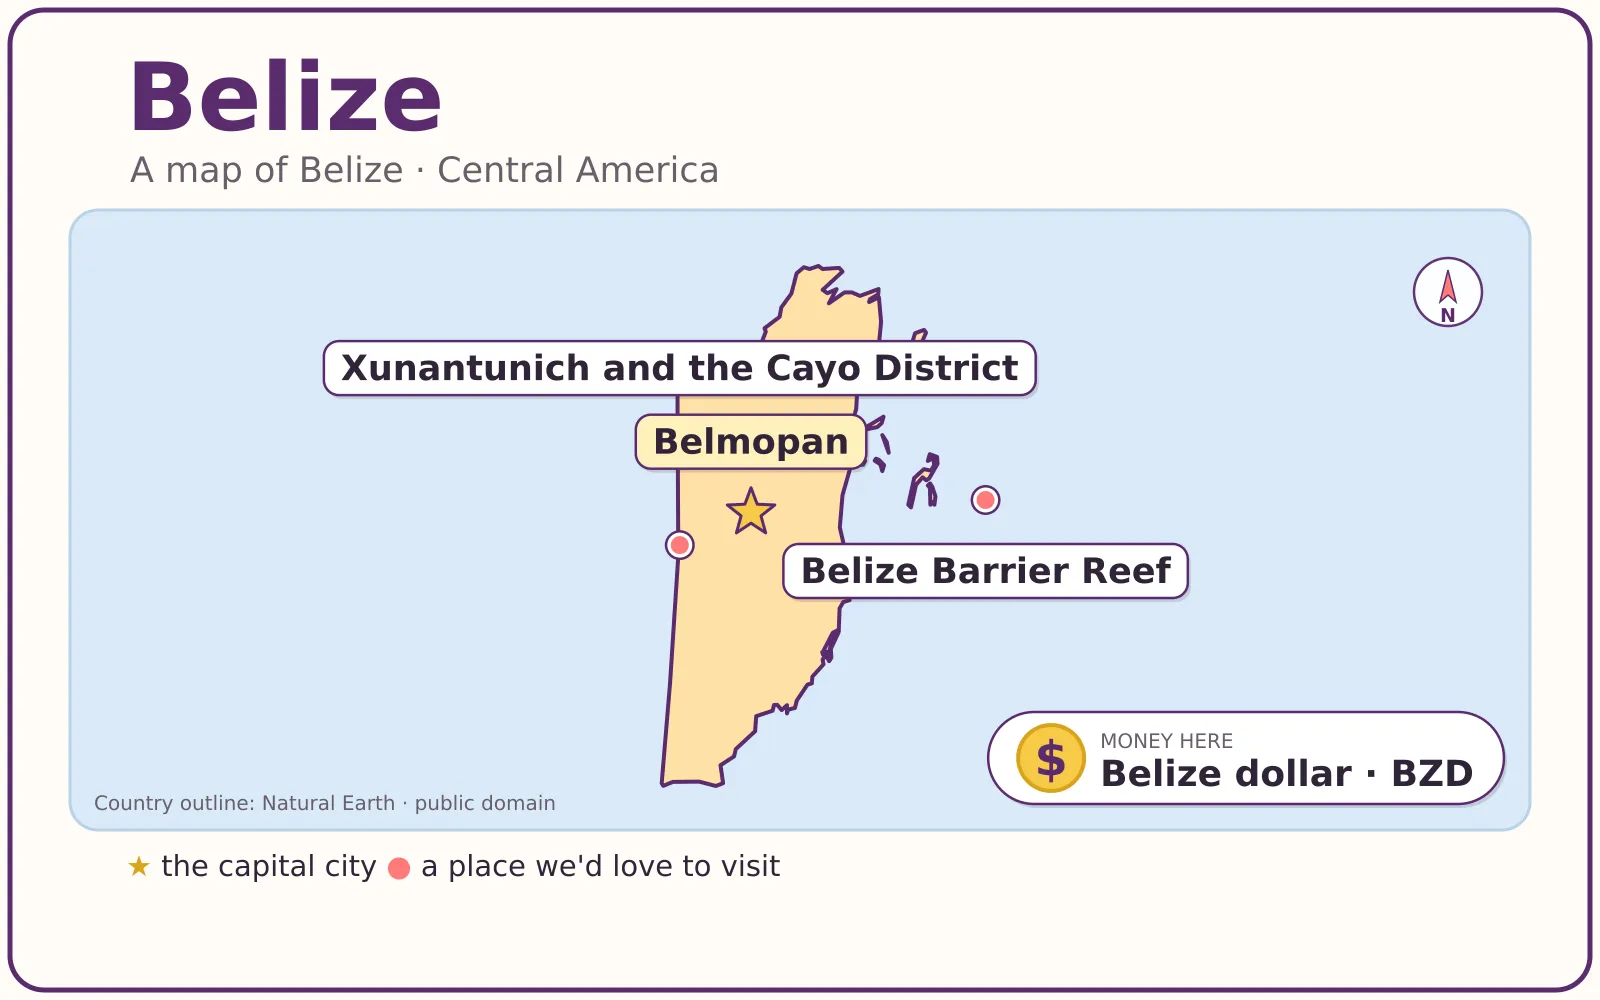 Belize
A map of Belize · Central America
N
Xunantunich and the Cayo District
Belmopan
Belize Barrier Reef
$
MONEY HERE
Belize dollar · BZD
Country outline: Natural Earth · public domain
★ the capital city ● a place we'd love to visit